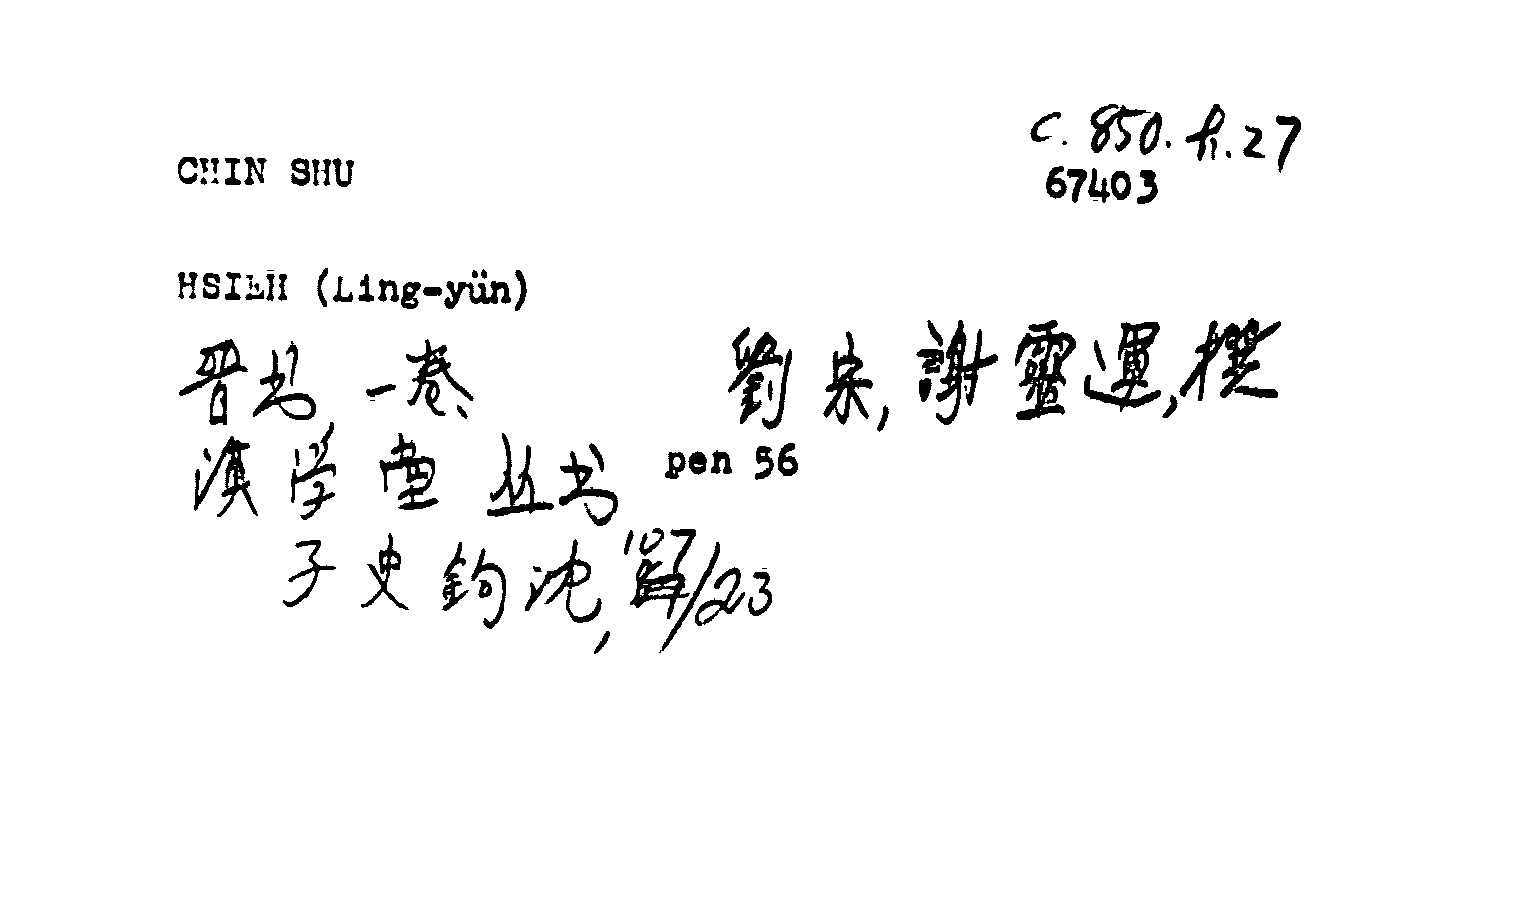 CHIN SHU
c. 850. h. 27
67403
HSIEH (Ling-yün)
晋书, 一卷. 劉宋, 謝靈運, 撰
漢学堂丛书 pen 56
子史鉤沈, 107/23